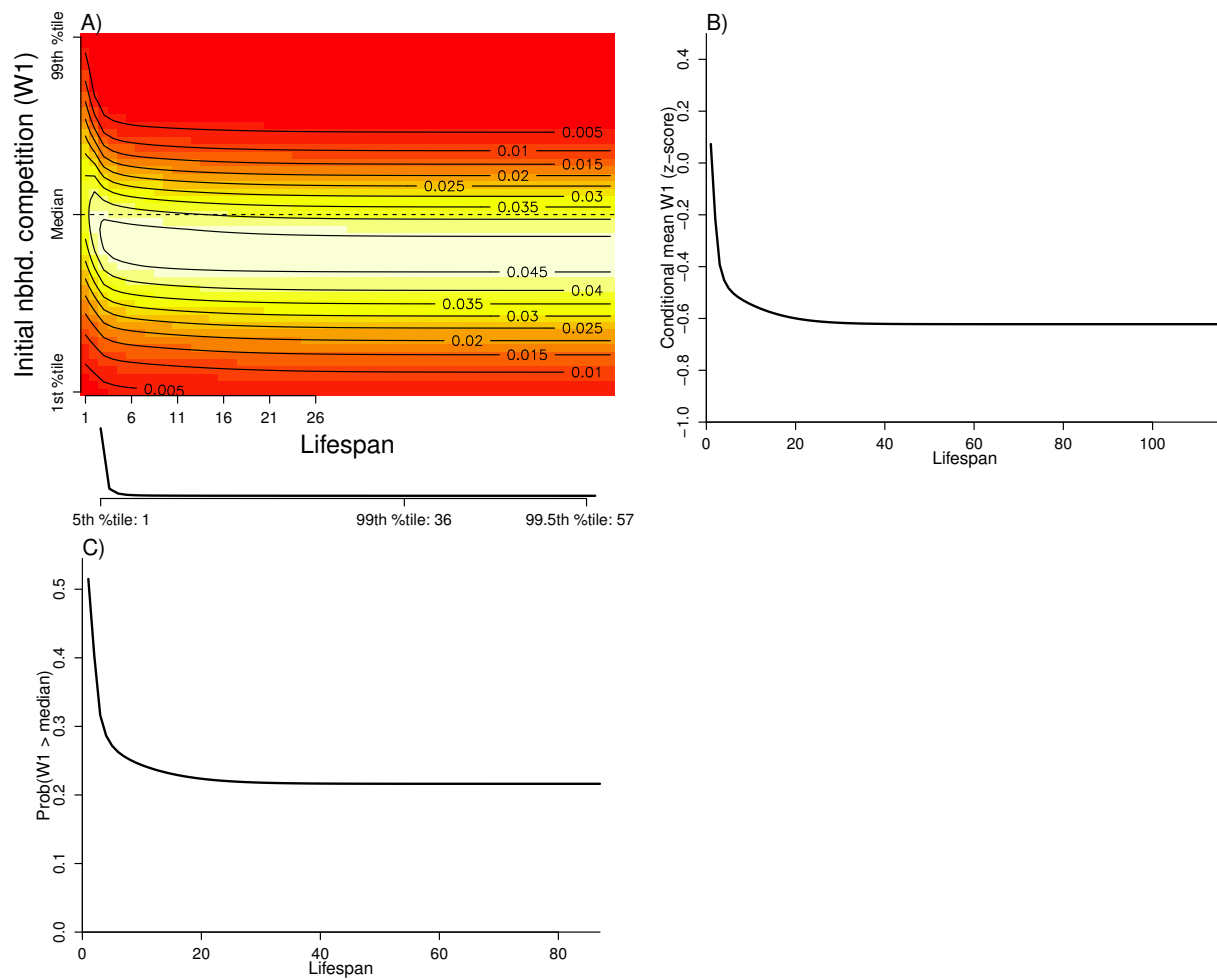 A)
Initial nbhd. competition (W1)
99th %tile
Median
1st %tile
0.005
0.01
0.015
0.02
0.025
0.03
0.035
0.045
0.04
0.035
0.03
0.025
0.02
0.015
0.01
0.005
1 6 11 16 21 26
Lifespan
5th %tile: 1 99th %tile: 36 99.5th %tile: 57
B)
Conditional mean W1 (z−score)
0.4
0.2
0.0
−0.2
−0.4
−0.6
−0.8
−1.0
0 20 40 60 80 100
Lifespan
C)
Prob(W1 > median)
0.5
0.4
0.3
0.2
0.1
0.0
0 20 40 60 80
Lifespan